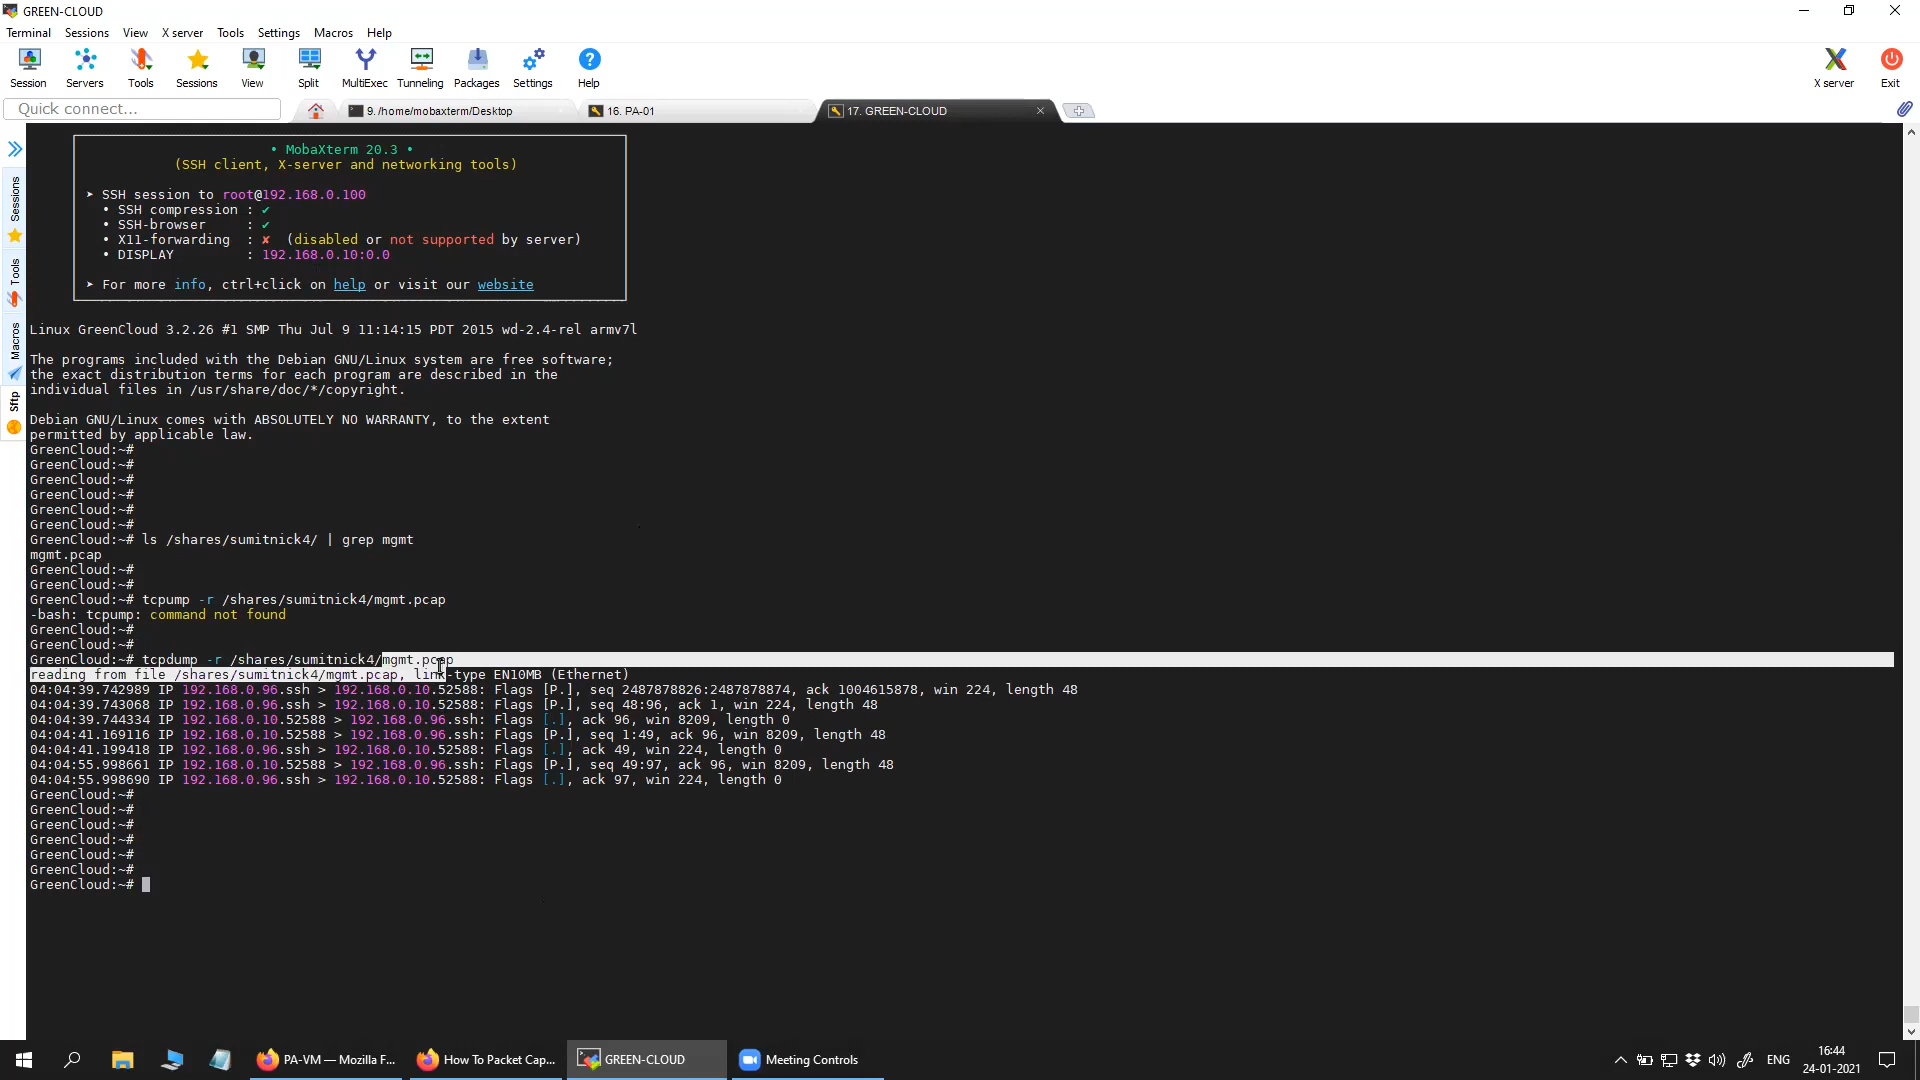 GREEN-CLOUD
Terminal Sessions View X server Tools Settings Macros Help
Session Servers Tools Sessions View Split MultiExec Tunneling Packages Settings Help X server Exit
Quick connect... 9. /home/mobaxterm/Desktop 16. PA-01 17. GREEN-CLOUD
Sessions
Tools
Macros
Sftp
• MobaXterm 20.3 •
(SSH client, X-server and networking tools)
➤ SSH session to root@192.168.0.100
• SSH compression : ✔
• SSH-browser : ✔
• X11-forwarding : ✘ (disabled or not supported by server)
• DISPLAY : 192.168.0.10:0.0
➤ For more info, ctrl+click on help or visit our website
Linux GreenCloud 3.2.26 #1 SMP Thu Jul 9 11:14:15 PDT 2015 wd-2.4-rel armv7l
The programs included with the Debian GNU/Linux system are free software;
the exact distribution terms for each program are described in the
individual files in /usr/share/doc/*/copyright.
Debian GNU/Linux comes with ABSOLUTELY NO WARRANTY, to the extent
permitted by applicable law.
GreenCloud:~#
GreenCloud:~#
GreenCloud:~#
GreenCloud:~#
GreenCloud:~#
GreenCloud:~#
GreenCloud:~# ls /shares/sumitnick4/ | grep mgmt
mgmt.pcap
GreenCloud:~#
GreenCloud:~#
GreenCloud:~# tcpump -r /shares/sumitnick4/mgmt.pcap
-bash: tcpump: command not found
GreenCloud:~#
GreenCloud:~#
GreenCloud:~# tcpdump -r /shares/sumitnick4/mgmt.pcap
reading from file /shares/sumitnick4/mgmt.pcap, link-type EN10MB (Ethernet)
04:04:39.742989 IP 192.168.0.96.ssh > 192.168.0.10.52588: Flags [P.], seq 2487878826:2487878874, ack 1004615878, win 224, length 48
04:04:39.743068 IP 192.168.0.96.ssh > 192.168.0.10.52588: Flags [P.], seq 48:96, ack 1, win 224, length 48
04:04:39.744334 IP 192.168.0.10.52588 > 192.168.0.96.ssh: Flags [.], ack 96, win 8209, length 0
04:04:41.169116 IP 192.168.0.10.52588 > 192.168.0.96.ssh: Flags [P.], seq 1:49, ack 96, win 8209, length 48
04:04:41.199418 IP 192.168.0.96.ssh > 192.168.0.10.52588: Flags [.], ack 49, win 224, length 0
04:04:55.998661 IP 192.168.0.10.52588 > 192.168.0.96.ssh: Flags [P.], seq 49:97, ack 96, win 8209, length 48
04:04:55.998690 IP 192.168.0.96.ssh > 192.168.0.10.52588: Flags [.], ack 97, win 224, length 0
GreenCloud:~#
GreenCloud:~#
GreenCloud:~#
GreenCloud:~#
GreenCloud:~#
GreenCloud:~#
GreenCloud:~#
PA-VM — Mozilla F... How To Packet Cap... GREEN-CLOUD Meeting Controls ENG 16:44
24-01-2021